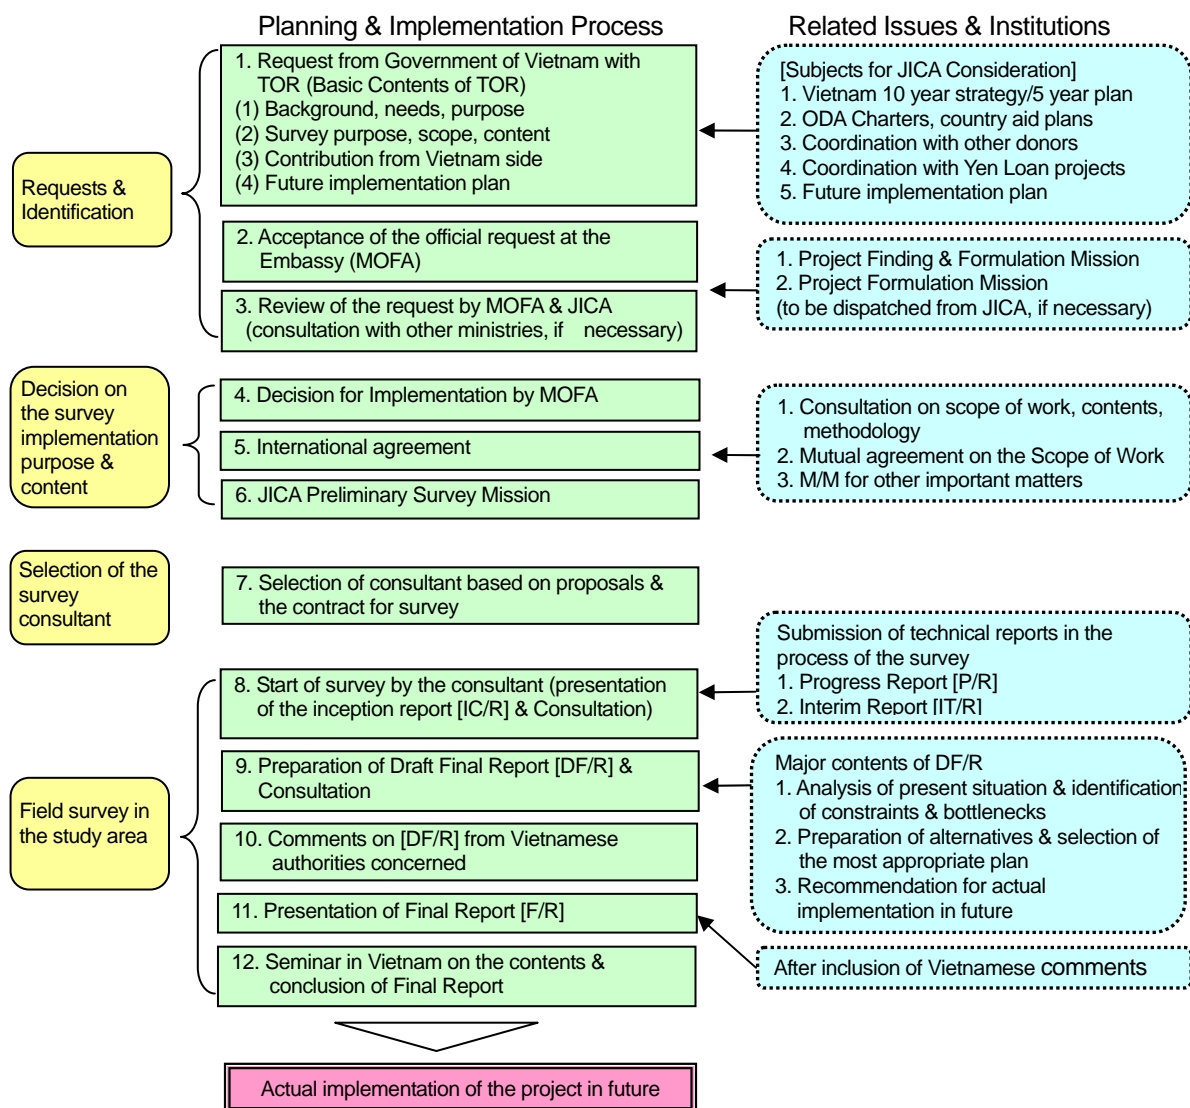 Planning & Implementation Process
Related Issues & Institutions
Requests &
Identification
1. Request from Government of Vietnam with
TOR (Basic Contents of TOR)
(1) Background, needs, purpose
(2) Survey purpose, scope, content
(3) Contribution from Vietnam side
(4) Future implementation plan
[Subjects for JICA Consideration]
1. Vietnam 10 year strategy/5 year plan
2. ODA Charters, country aid plans
3. Coordination with other donors
4. Coordination with Yen Loan projects
5. Future implementation plan
2. Acceptance of the official request at the
Embassy (MOFA)
3. Review of the request by MOFA & JICA
(consultation with other ministries, if necessary)
1. Project Finding & Formulation Mission
2. Project Formulation Mission
(to be dispatched from JICA, if necessary)
Decision on
the survey
implementation
purpose &
content
4. Decision for Implementation by MOFA
5. International agreement
6. JICA Preliminary Survey Mission
1. Consultation on scope of work, contents,
methodology
2. Mutual agreement on the Scope of Work
3. M/M for other important matters
Selection of the
survey
consultant
7. Selection of consultant based on proposals &
the contract for survey
Field survey in
the study area
8. Start of survey by the consultant (presentation
of the inception report [IC/R] & Consultation)
Submission of technical reports in the
process of the survey
1. Progress Report [P/R]
2. Interim Report [IT/R]
9. Preparation of Draft Final Report [DF/R] &
Consultation
Major contents of DF/R
1. Analysis of present situation & identification
of constraints & bottlenecks
2. Preparation of alternatives & selection of
the most appropriate plan
3. Recommendation for actual
implementation in future
10. Comments on [DF/R] from Vietnamese
authorities concerned
11. Presentation of Final Report [F/R]
After inclusion of Vietnamese comments
12. Seminar in Vietnam on the contents &
conclusion of Final Report
Actual implementation of the project in future